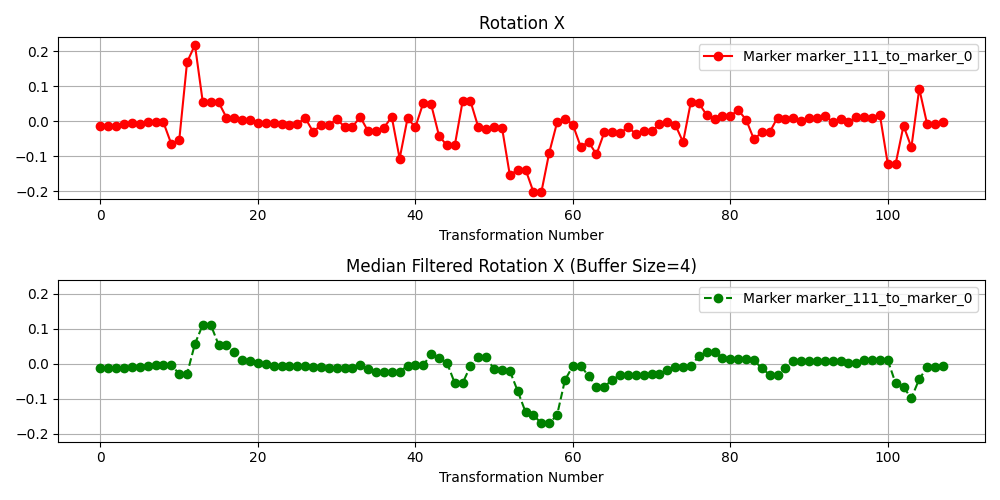 Rotation X
Marker marker_111_to_marker_0
0.2
0.1
0.0
−0.1
−0.2
0 20 40 60 80 100
Transformation Number
Median Filtered Rotation X (Buffer Size=4)
Marker marker_111_to_marker_0
0.2
0.1
0.0
−0.1
−0.2
0 20 40 60 80 100
Transformation Number